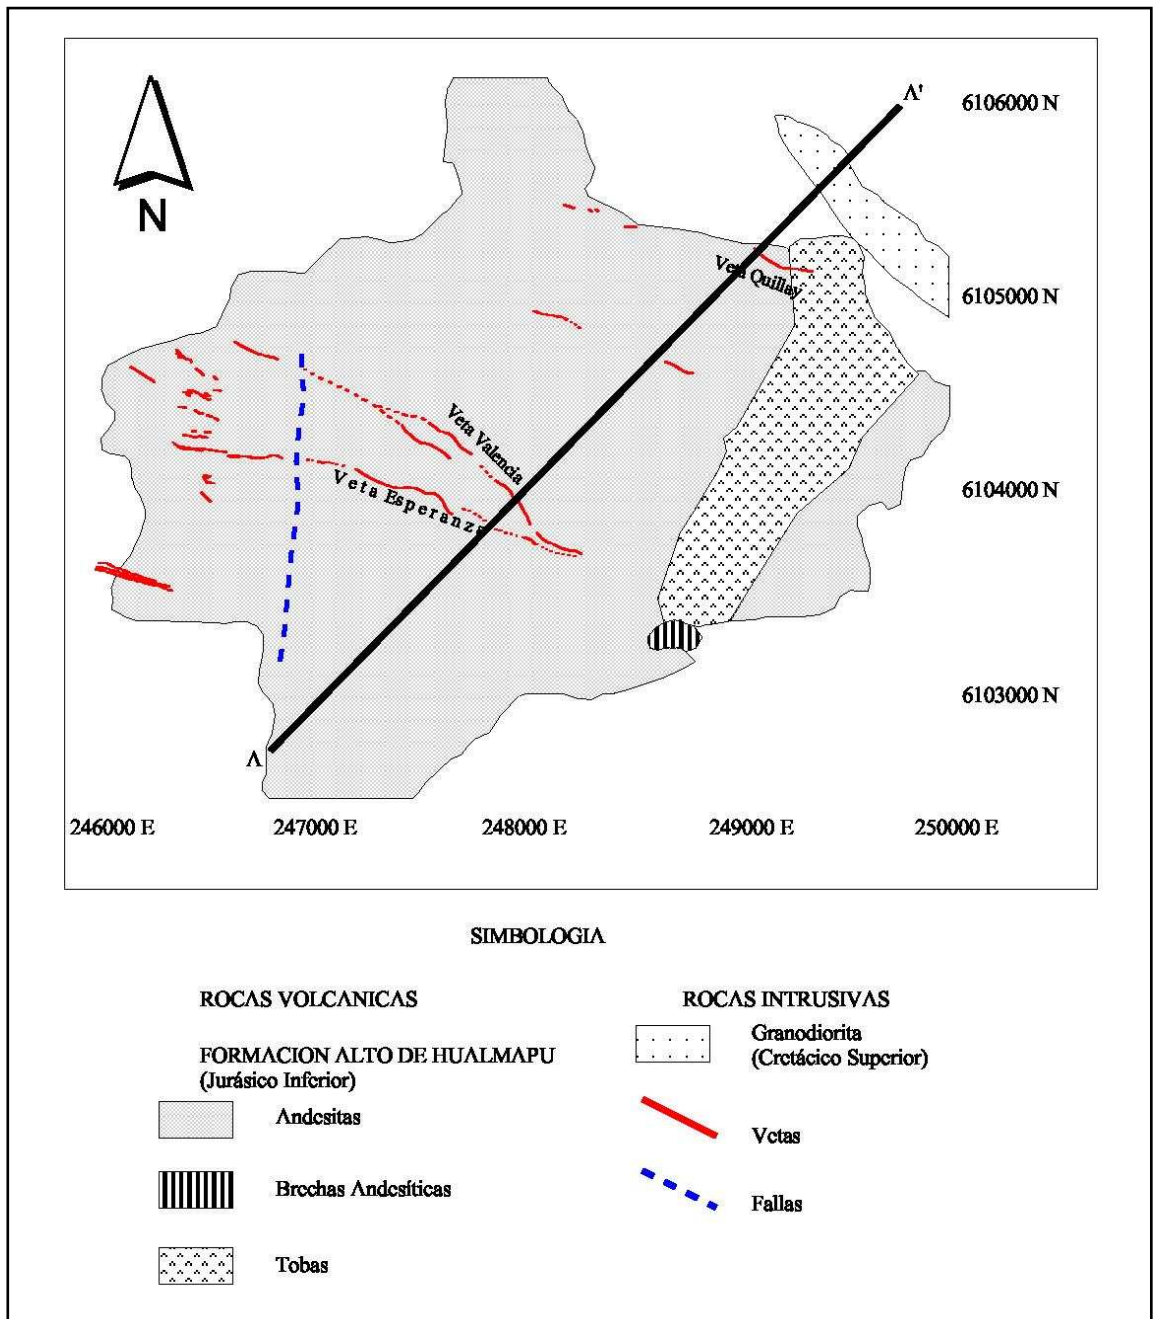 A'
6106000 N
N
Veta Quillay
6105000 N
Veta Valencia
Veta Esperanza
6104000 N
6103000 N
A
246000 E
247000 E
248000 E
249000 E
250000 E
SIMBOLOGIA
ROCAS VOLCANICAS
FORMACION ALTO DE HUALMAPU
(Jurásico Inferior)
Andesitas
Brechas Andesíticas
Tobas
ROCAS INTRUSIVAS
Granodiorita
(Cretácico Superior)
Vetas
Fallas